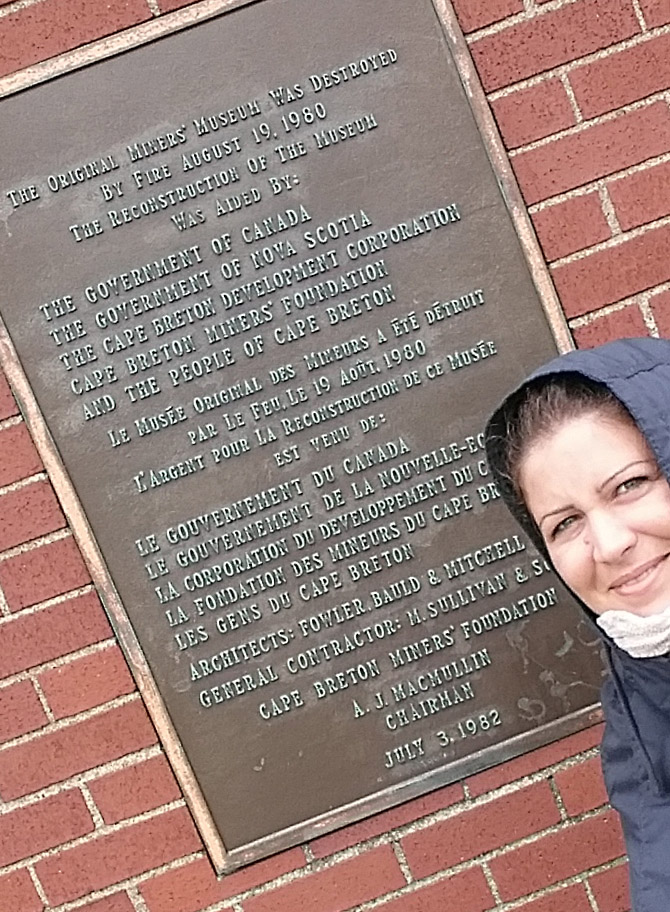 The Original Miners' Museum Was Destroyed
By Fire August 19, 1980
The Reconstruction Of The Museum
Was Aided By:
THE GOVERNMENT OF CANADA
THE GOVERNMENT OF NOVA SCOTIA
THE CAPE BRETON DEVELOPMENT CORPORATION
CAPE BRETON MINERS' FOUNDATION
AND THE PEOPLE OF CAPE BRETON
Le Musée Original des Mineurs a été détruit
par Le Feu, Le 19 Août, 1980
L'Argent pour La Reconstruction de ce Musée
est venu de:
LE GOUVERNEMENT DU CANADA
LE GOUVERNEMENT DE LA
LA CORPORATION DU DEVELOPPEMENT DU
LA FONDATION DES MINEURS DU CAPE
LES GENS DU CAPE BRETON
ARCHITECTS: FOWLER, BAULD & MITCHELL
GENERAL CONTRACTOR: M. SULLIVAN &
CAPE BRETON MINERS' FOUNDATION
A. J. MACMULLIN
CHAIRMAN
JULY 3, 1982